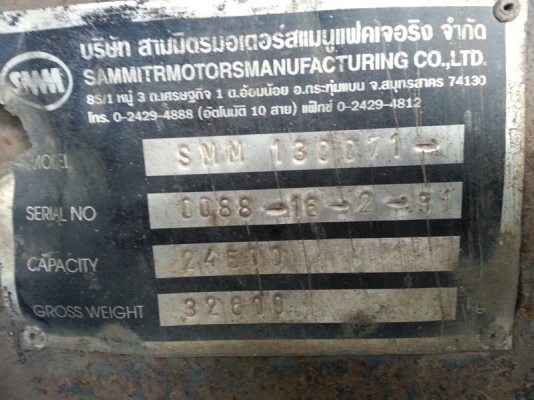 บริษัท สามมิตรมอเตอร์สแมนูแฟคเจอริง จำกัด
SMM SAMMITRMOTORSMANUFACTURING CO.,LTD.
85/1 หมู่ 3 ถ.เศรษฐกิจ 1 ต.อ้อมน้อย อ.กระทุ่มแบน จ.สมุทรสาคร 74130
โทร. 0-2429-4888 (อัตโนมัติ 10 สาย) แฟ็กซ์ 0-2429-4812
MODEL SMM 130071-
SERIAL NO 0088-16-2-51
CAPACITY 24500
GROSS WEIGHT 32600